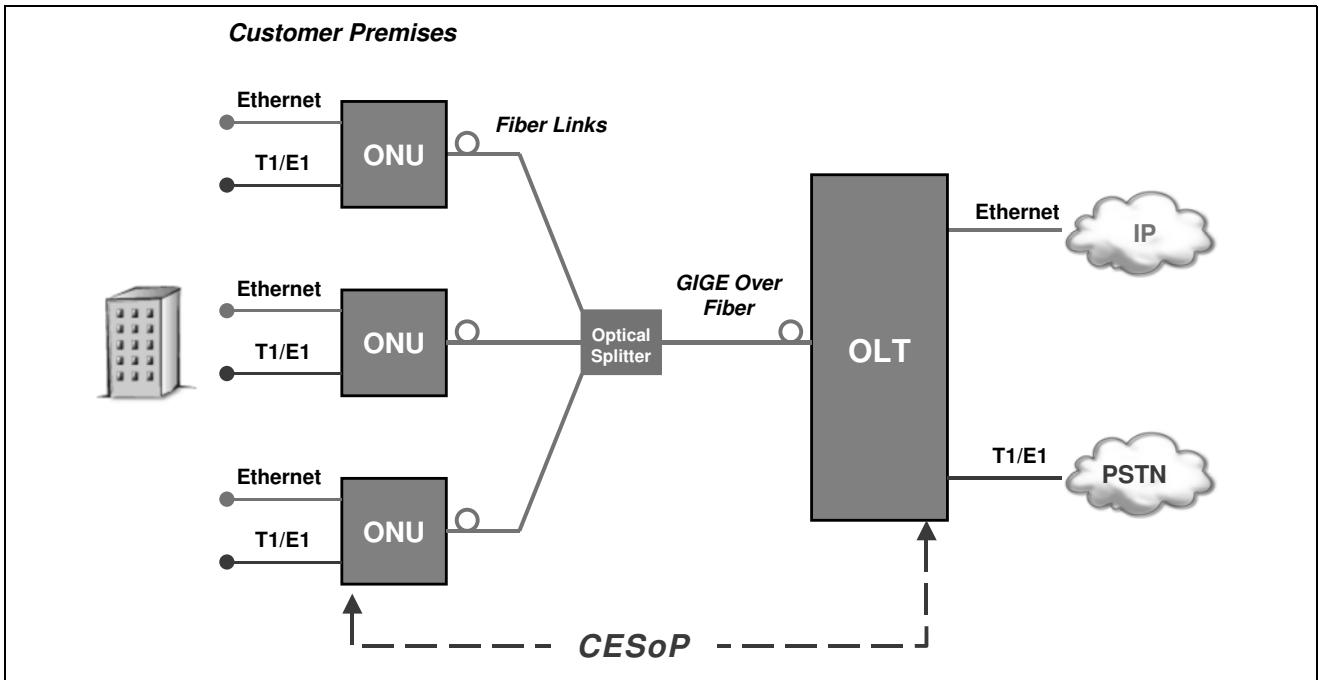 Customer Premises
Ethernet
T1/E1
ONU
Fiber Links
Ethernet
T1/E1
ONU
Optical
Splitter
GIGE Over
Fiber
OLT
Ethernet
IP
T1/E1
PSTN
Ethernet
T1/E1
ONU
CESoP